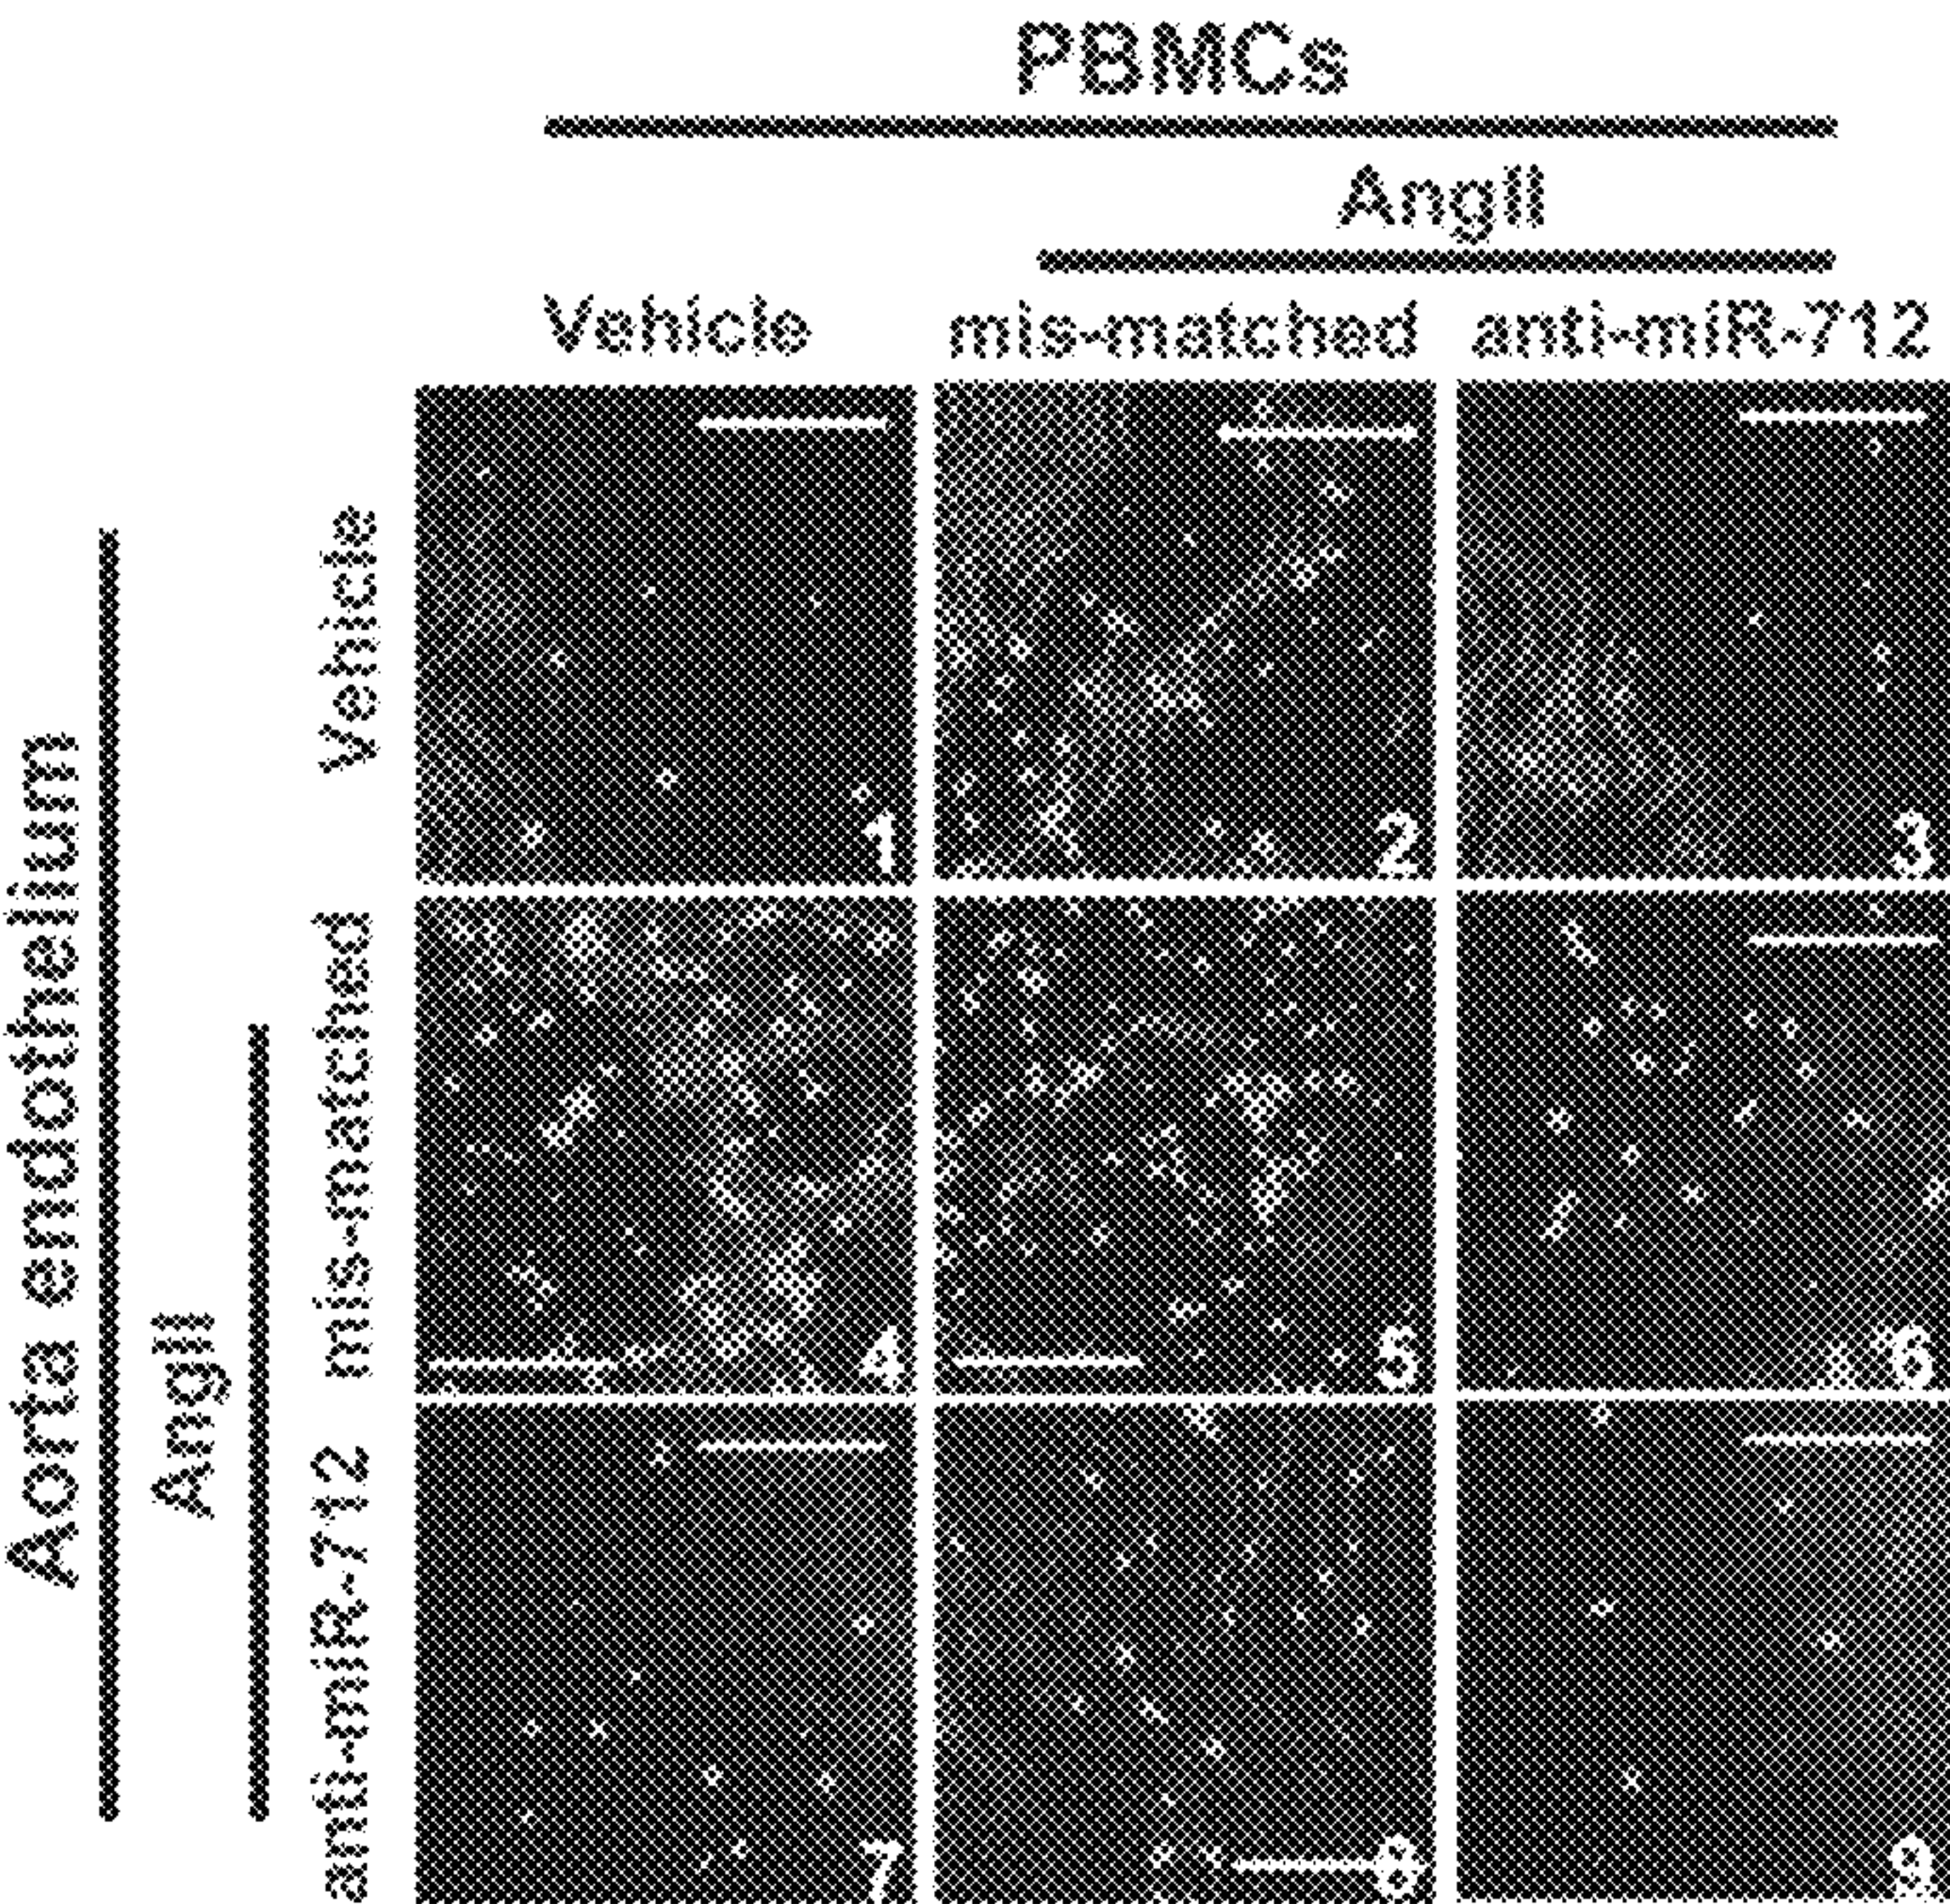 PBMCs
AngII
Vehicle mis-matched anti-miR-712
Aorta endothelium
AngII
Vehicle
mis-matched
anti-miR-712
1 2 3
4 5 6
7 8 9